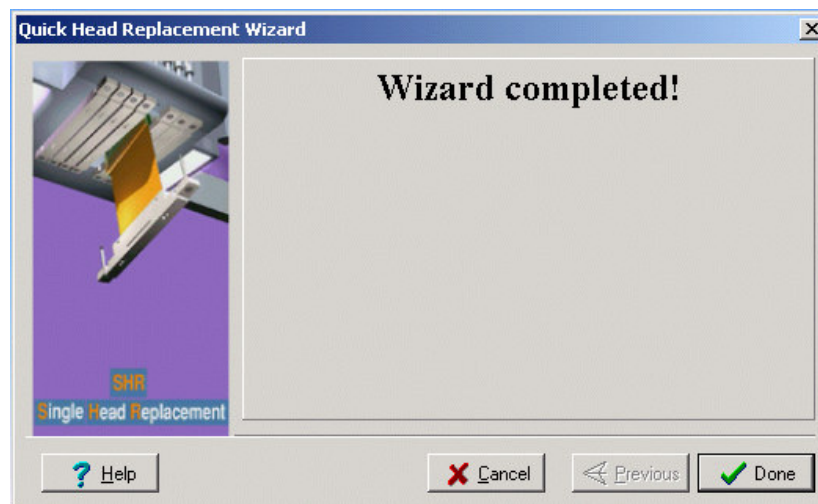 Quick Head Replacement Wizard
Wizard completed!
SHR
Single Head Replacement
Help
Cancel
Previous
Done